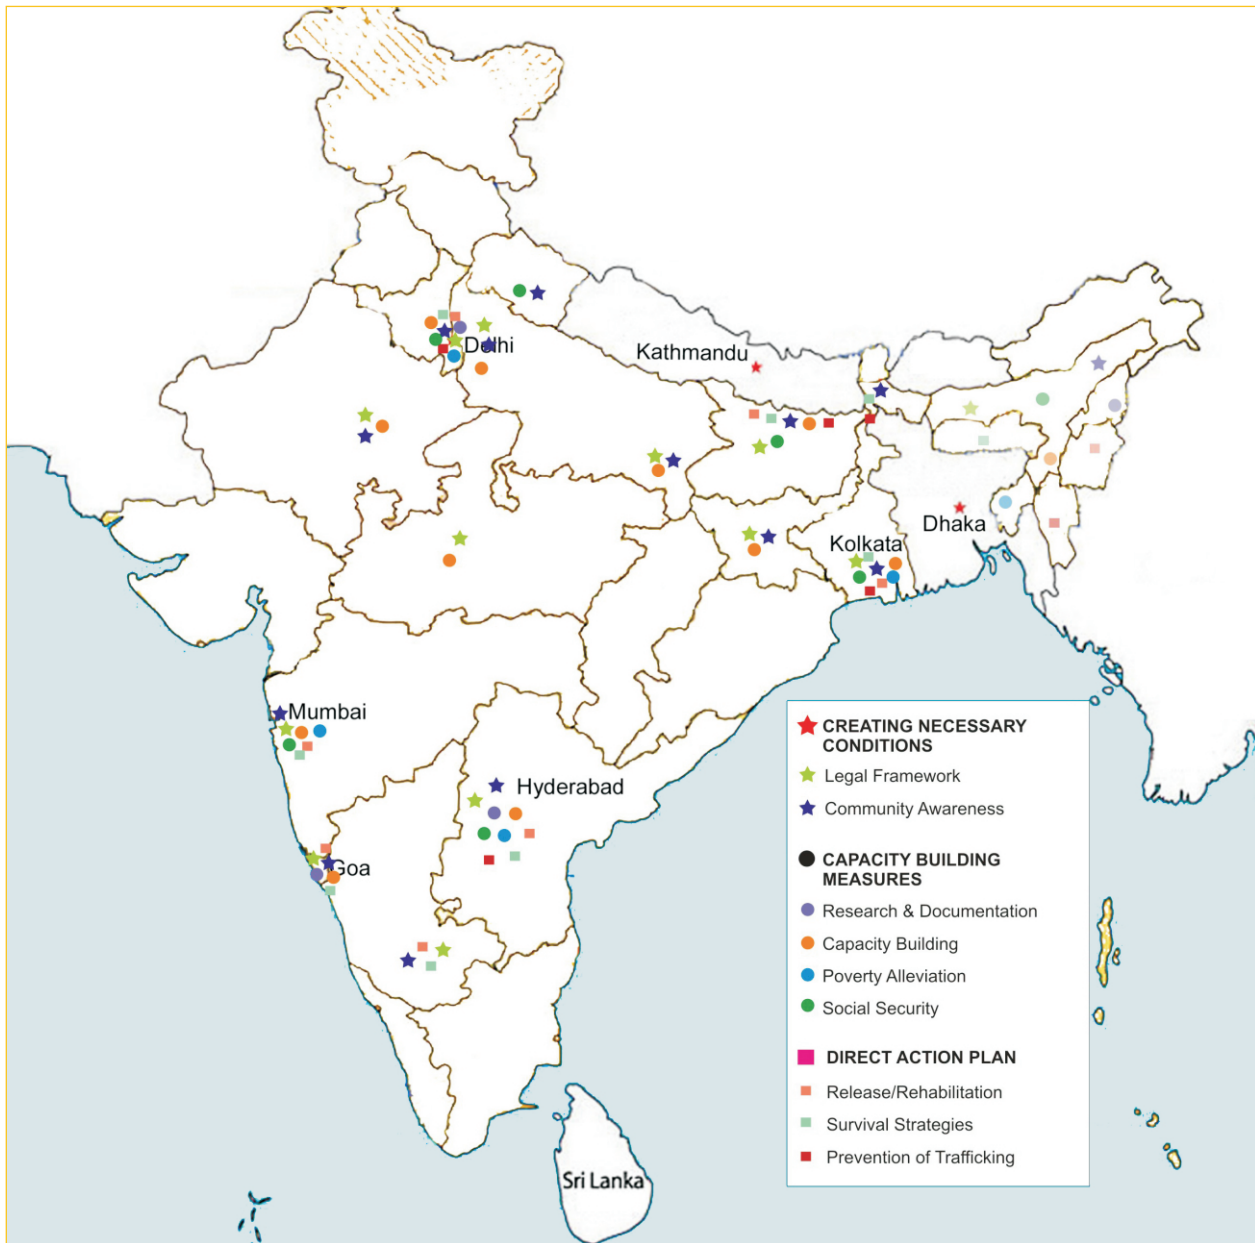 Delhi
Kathmandu
Dhaka
Kolkata
Mumbai
Hyderabad
Goa
Sri Lanka
CREATING NECESSARY
CONDITIONS
Legal Framework
Community Awareness
CAPACITY BUILDING
MEASURES
Research & Documentation
Capacity Building
Poverty Alleviation
Social Security
DIRECT ACTION PLAN
Release/Rehabilitation
Survival Strategies
Prevention of Trafficking